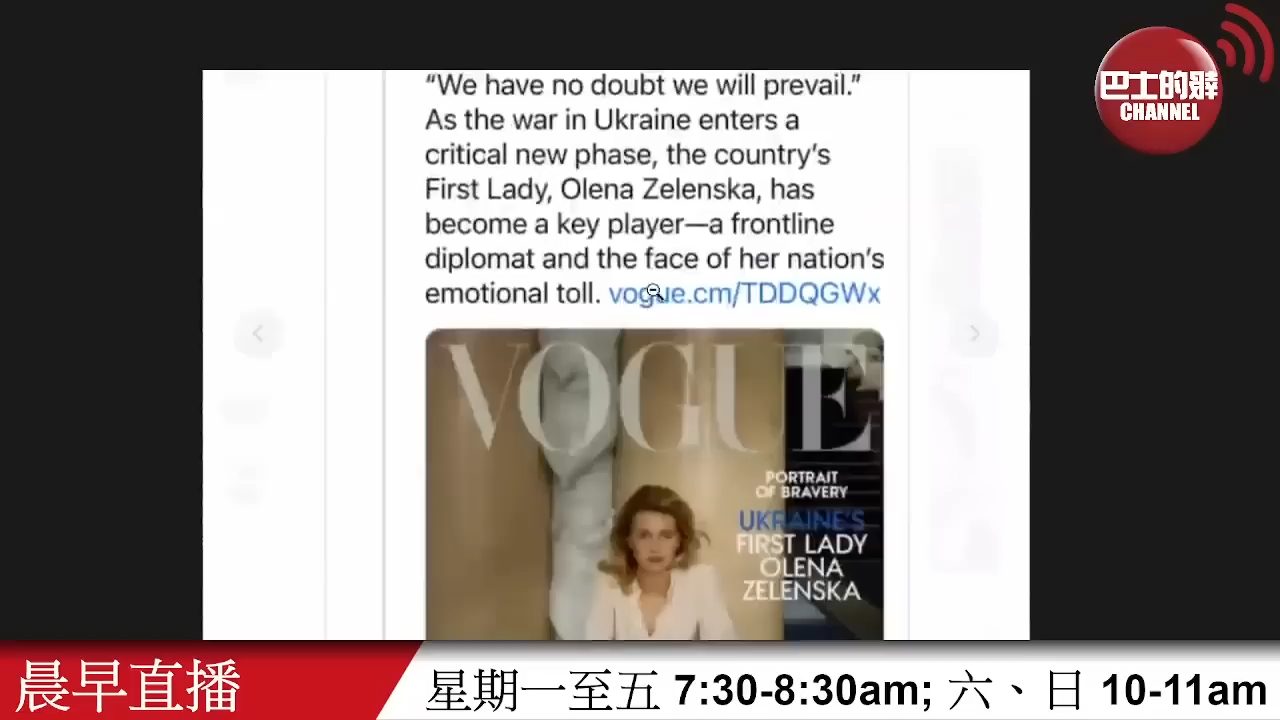 “We have no doubt we will prevail.”
As the war in Ukraine enters a
critical new phase, the country’s
First Lady, Olena Zelenska, has
become a key player—a frontline
diplomat and the face of her nation’s
emotional toll. vogue.cm/TDDQGWx
VOGUE
PORTRAIT
OF BRAVERY
UKRAINE’S
FIRST LADY
OLENA
ZELENSKA
巴士的報
CHANNEL
晨早直播
星期一至五 7:30-8:30am; 六、日 10-11am